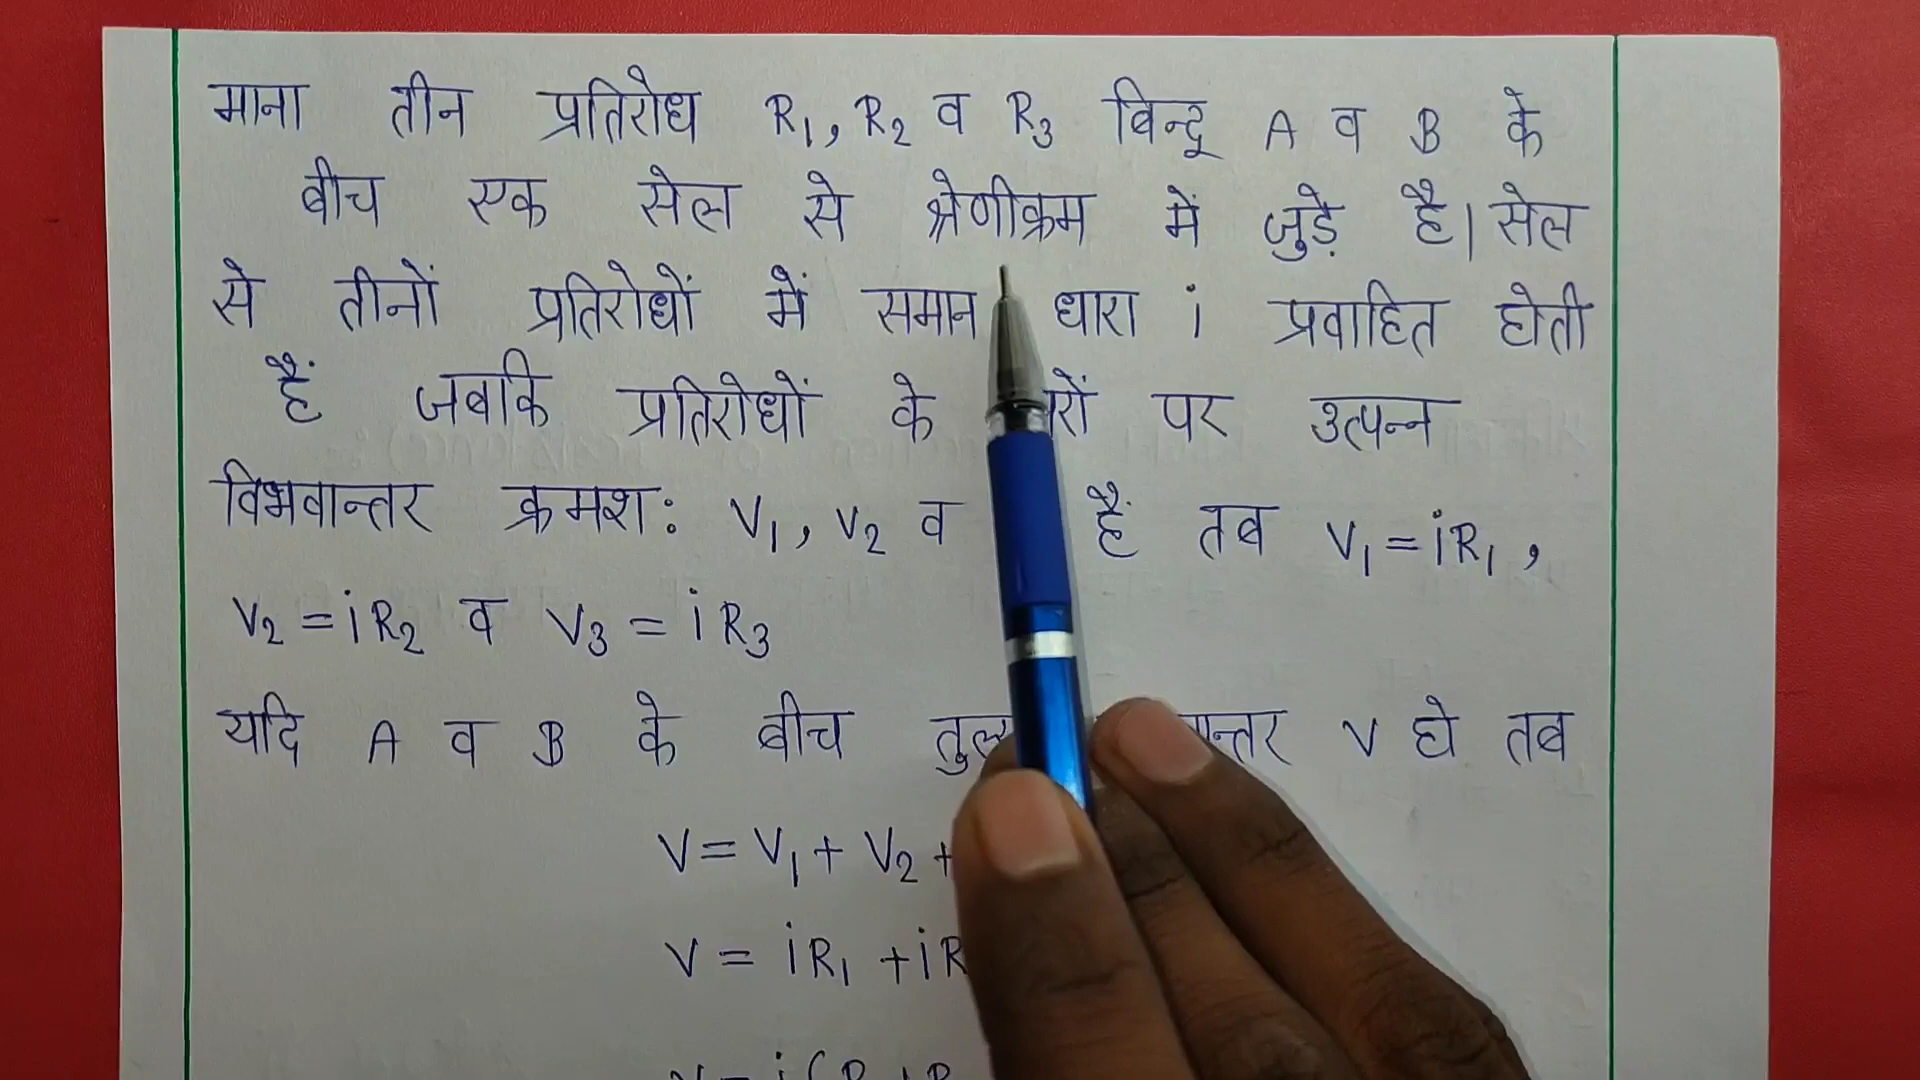 माना तीन प्रतिरोध R₁, R₂ व R₃ बिन्दू A व B के
बीच एक सेल से श्रेणीक्रम में जुड़े है। सेल
से तीनों प्रतिरोधों में समान धारा i प्रवाहित होती
हैं जबकि प्रतिरोधों के पर उत्पन्न
विभवान्तर क्रमश: V₁, V₂ व हैं तब V₁ = iR₁,
V₂ = iR₂ व V₃ = iR₃
यदि A व B के बीच V हो तब
V = V₁ + V₂ +
V = iR₁ + iR